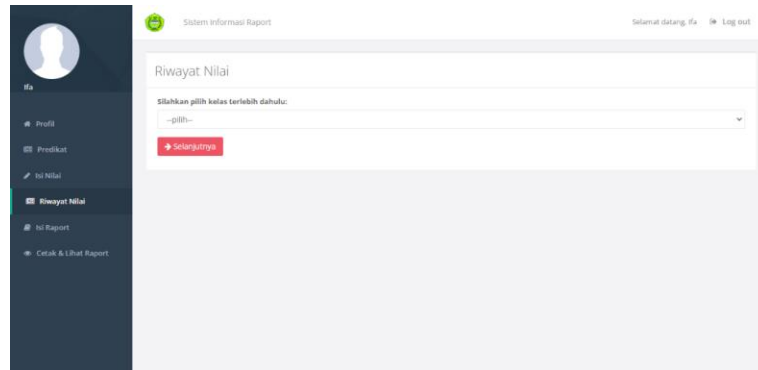 Sistem Informasi Raport
Selamat datang, Ifa
Log out
Ifa
Profil
Predikat
Isi Nilai
Riwayat Nilai
Isi Raport
Cetak & Lihat Raport
Riwayat Nilai
Silahkan pilih kelas terlebih dahulu:
--pilih--
Selanjutnya